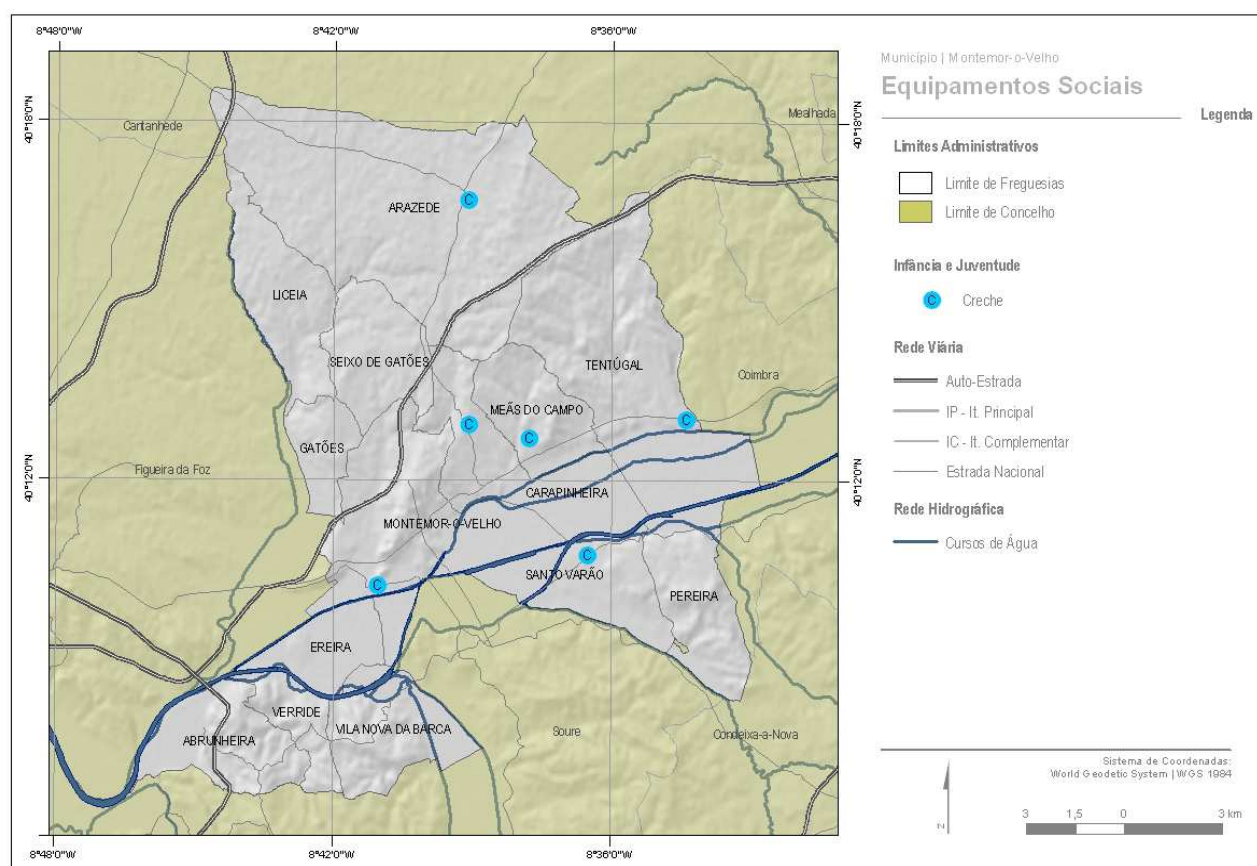 8°48'0"W 8°42'0"W 8°36'0"W
40°18'0"N 40°18'0"N
Cantanhede
Mealhada
ARAZEDE
LICEIA
SEIXO DE GATÕES
TENTÚGAL
Coimbra
MEÃS DO CAMPO
GATÕES
Figueira da Foz
40°12'0"N 40°12'0"N
CARAPINHEIRA
MONTEMOR-O-VELHO
SANTO VARÃO
PEREIRA
EREIRA
VERRIDE
VILA NOVA DA BARCA
ABRUNHEIRA
Soure
Condeixa-a-Nova
C
C
C
C
C
C
8°48'0"W 8°42'0"W 8°36'0"W
Município | Montemor-o-Velho
Equipamentos Sociais
Legenda
Limites Administrativos
Limite de Freguesias
Limite de Concelho
Infância e Juventude
C Creche
Rede Viária
Auto-Estrada
IP - It. Principal
IC - It. Complementar
Estrada Nacional
Rede Hidrográfica
Cursos de Água
Sistema de Coordenadas:
World Geodetic System | WGS 1984
N
3 1,5 0 3 km